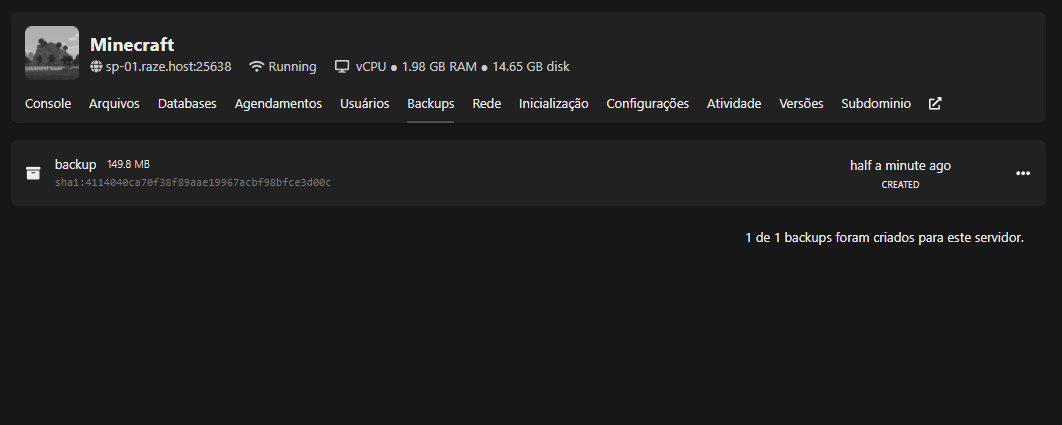 Minecraft
sp-01.raze.host:25638 Running vCPU ● 1.98 GB RAM ● 14.65 GB disk
Console Arquivos Databases Agendamentos Usuários Backups Rede Inicialização Configurações Atividade Versões Subdominio
backup 149.8 MB
sha1:4114040ca70f38f89aae19967acbf98bfce3d00c
half a minute ago
CREATED
1 de 1 backups foram criados para este servidor.